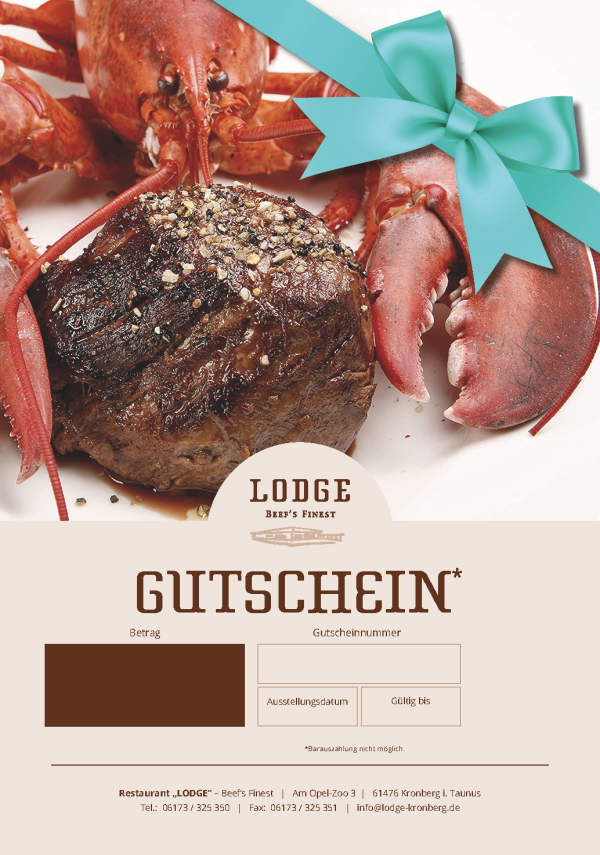 LODGE
BEEF'S FINEST
GUTSCHEIN*
Betrag
Gutscheinnummer
Ausstellungsdatum
Gültig bis
*Barauszahlung nicht möglich.
Restaurant „LODGE“ – Beef's Finest | Am Opel-Zoo 3 | 61476 Kronberg i. Taunus
Tel.: 06173 / 325 350 | Fax: 06173 / 325 351 | info@lodge-kronberg.de